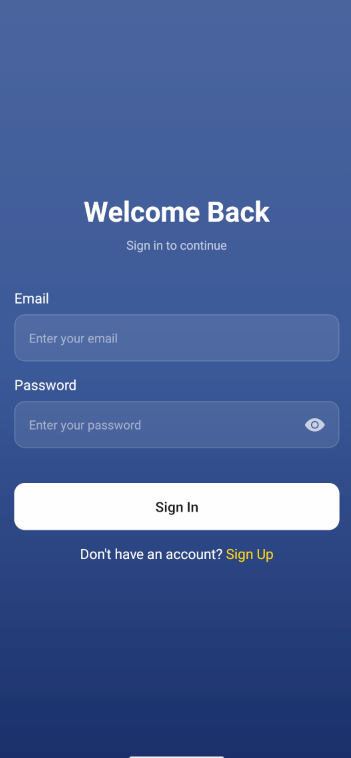 Welcome Back
Sign in to continue
Email
Enter your email
Password
Enter your password
Sign In
Don't have an account? Sign Up